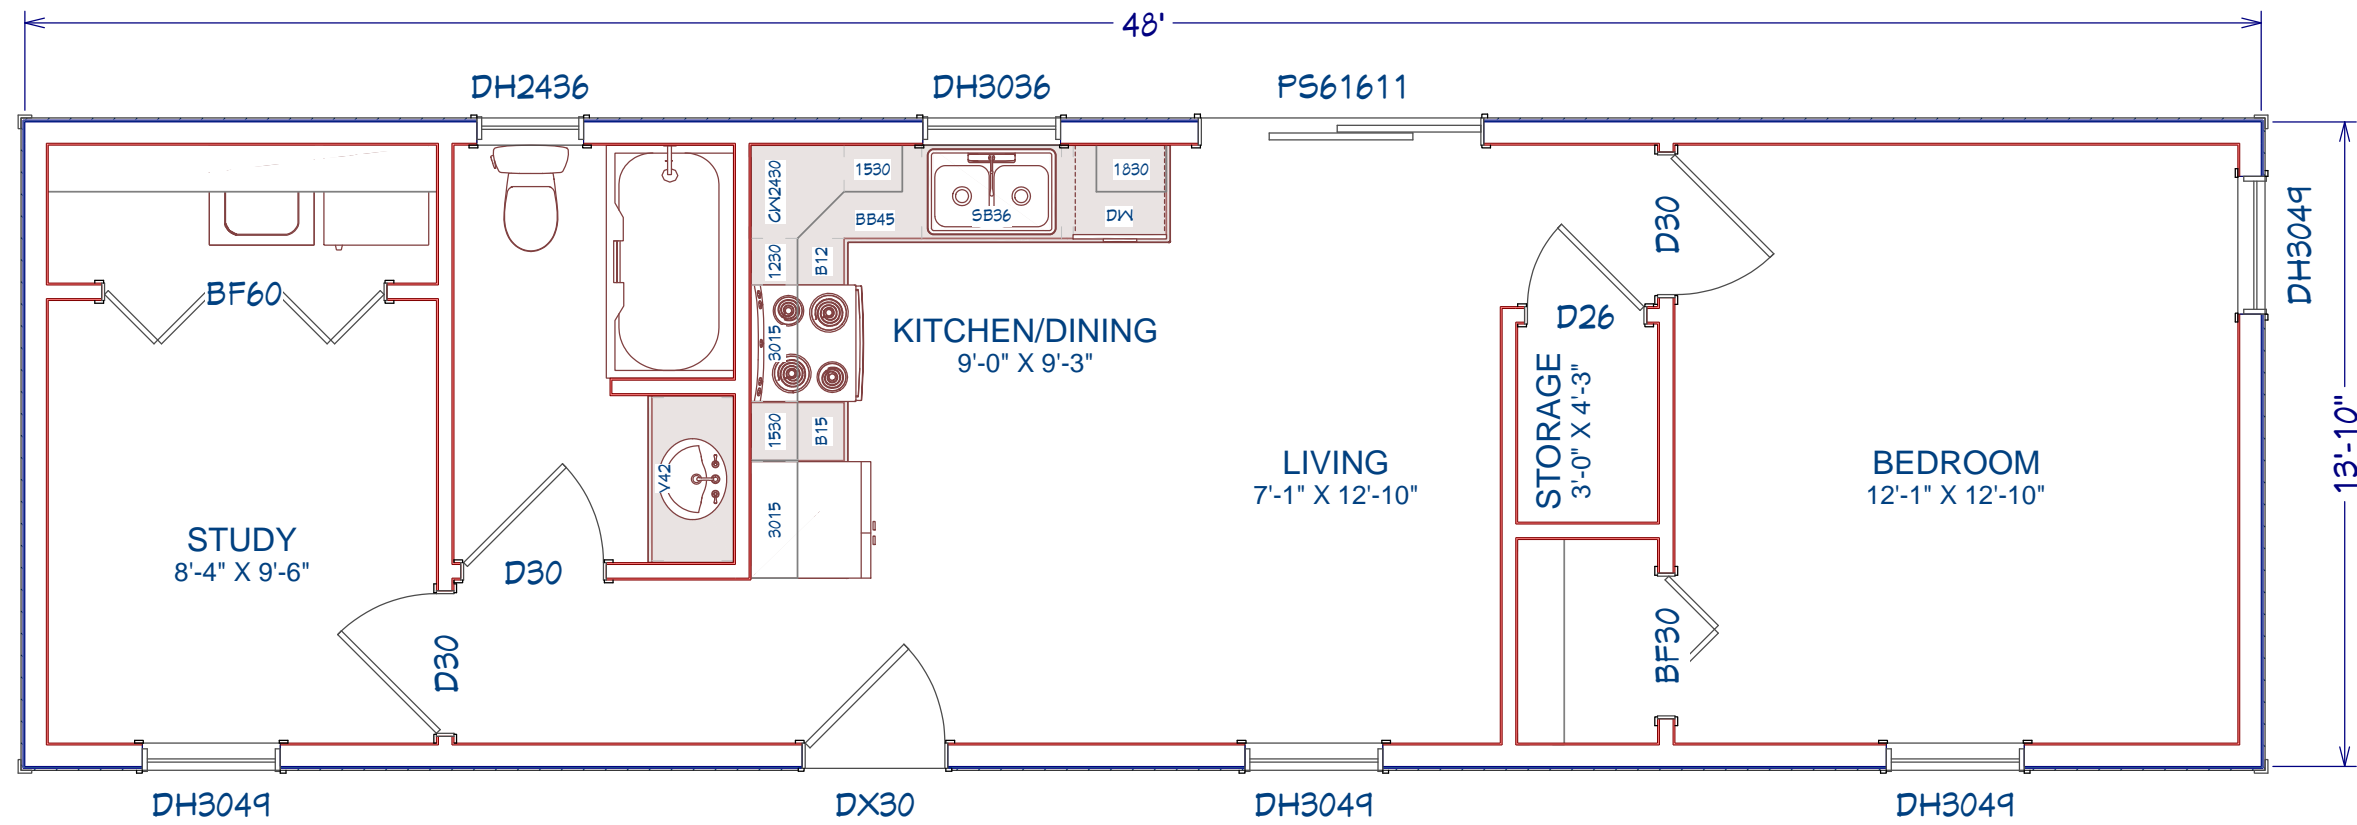 48'
DH2436
DH3036
PS61611
CW2430
1530
BB45
SB36
1830
DW
D30
DH3049
1230
B12
BF60
D26
3015
KITCHEN/DINING
9'-0" X 9'-3"
STORAGE
3'-0" X 4'-3"
13'-10"
1530
B15
V42
LIVING
7'-1" X 12'-10"
BEDROOM
12'-1" X 12'-10"
3015
STUDY
8'-4" X 9'-6"
D30
D30
BF30
DH3049
DX30
DH3049
DH3049